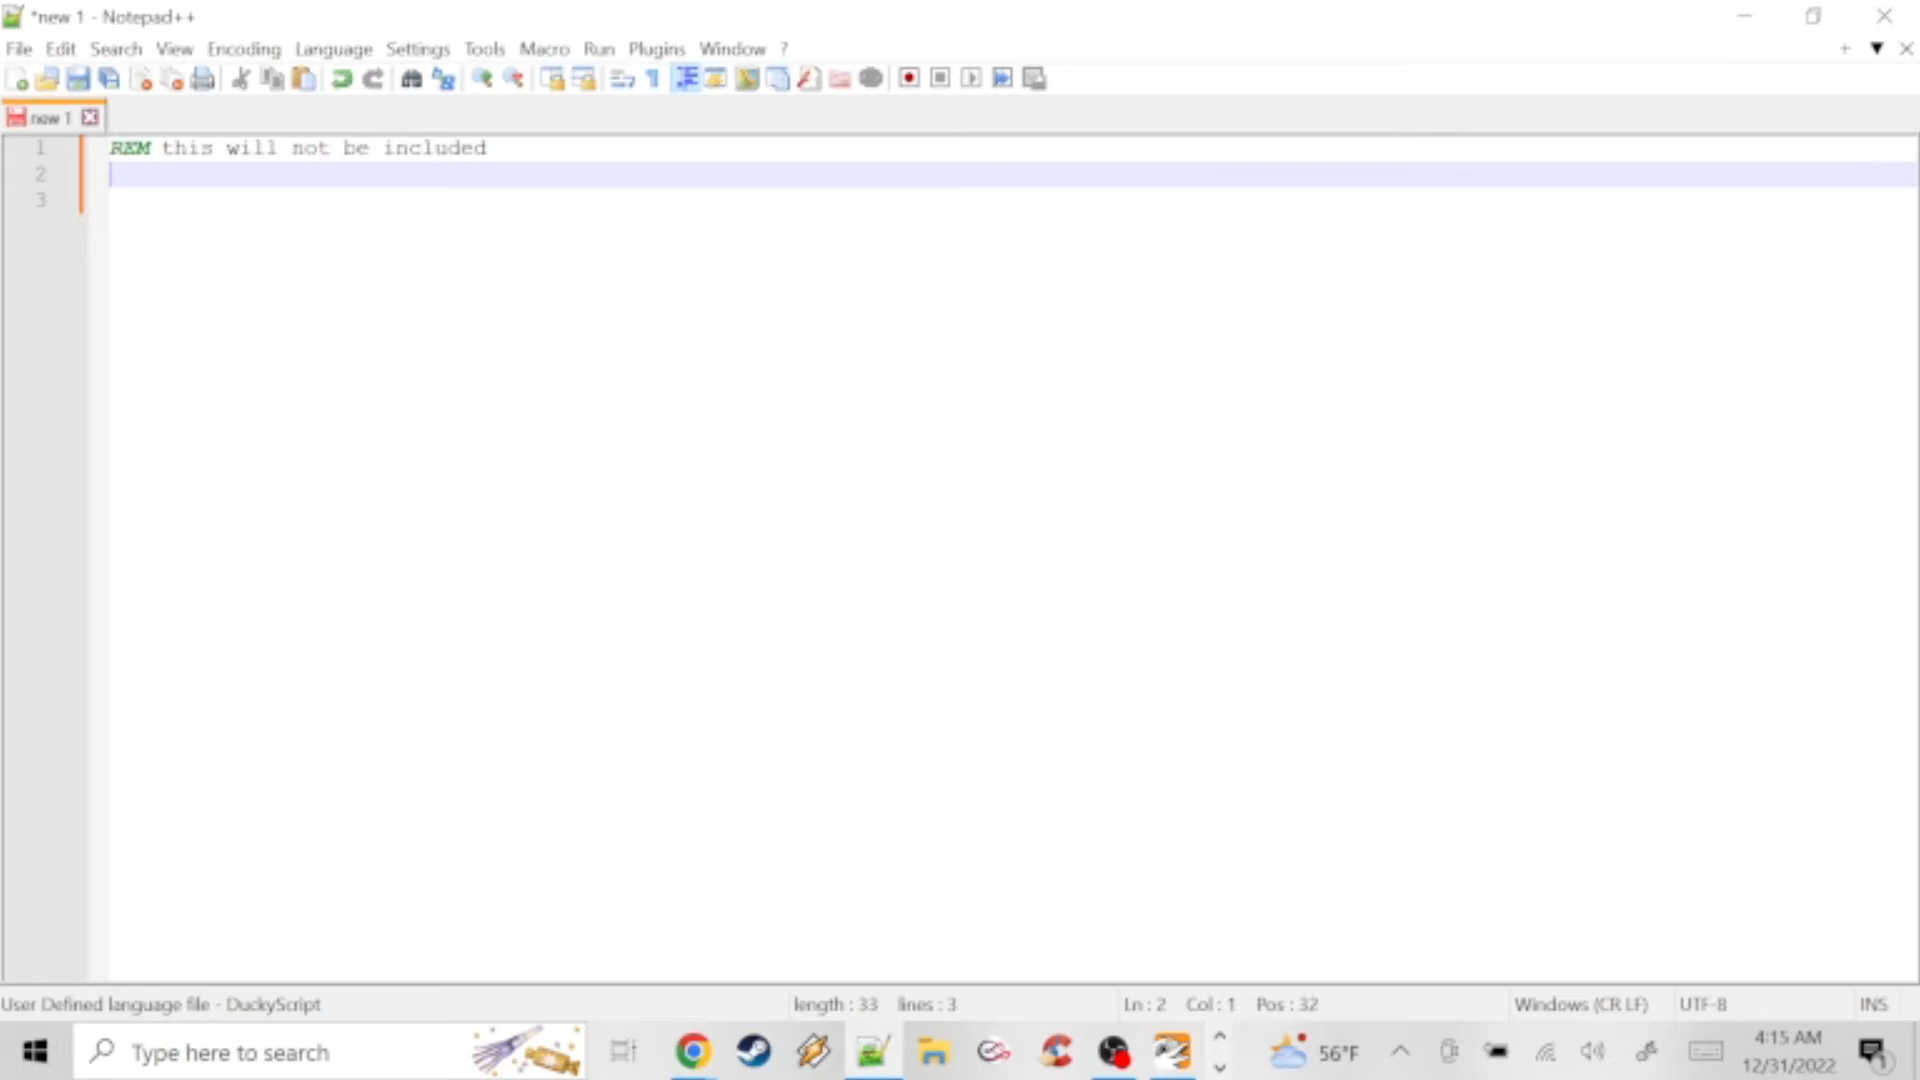 *new 1 - Notepad++
File Edit Search View Encoding Language Settings Tools Macro Run Plugins Window ?
new 1
1 REM this will not be included
2
3
User Defined language file - DuckyScript length : 33 lines : 3 Ln : 2 Col : 1 Pos : 32 Windows (CR LF) UTF-8 INS
Type here to search 56°F 4:15 AM
12/31/2022 1